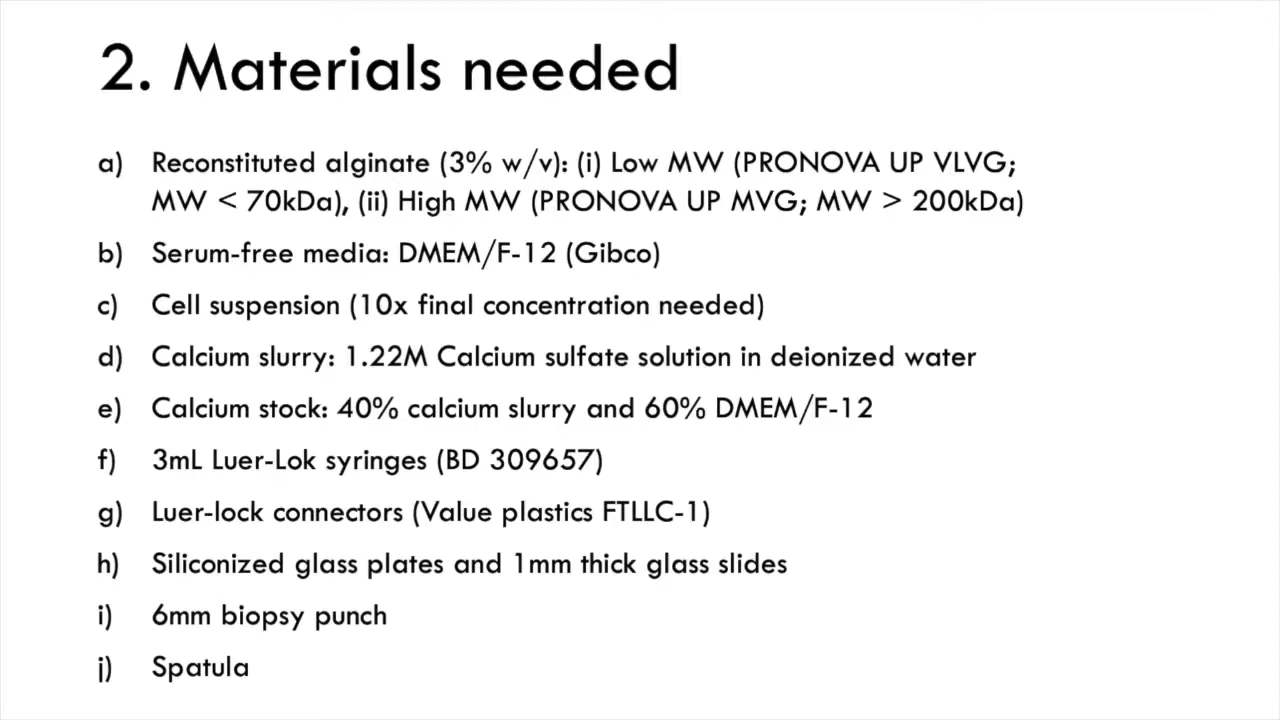 2. Materials needed
a) Reconstituted alginate (3% w/v): (i) Low MW (PRONOVA UP VLVG;
MW < 70kDa), (ii) High MW (PRONOVA UP MVG; MW > 200kDa)
b) Serum-free media: DMEM/F-12 (Gibco)
c) Cell suspension (10x final concentration needed)
d) Calcium slurry: 1.22M Calcium sulfate solution in deionized water
e) Calcium stock: 40% calcium slurry and 60% DMEM/F-12
f) 3mL Luer-Lok syringes (BD 309657)
g) Luer-lock connectors (Value plastics FTLLC-1)
h) Siliconized glass plates and 1mm thick glass slides
i) 6mm biopsy punch
j) Spatula